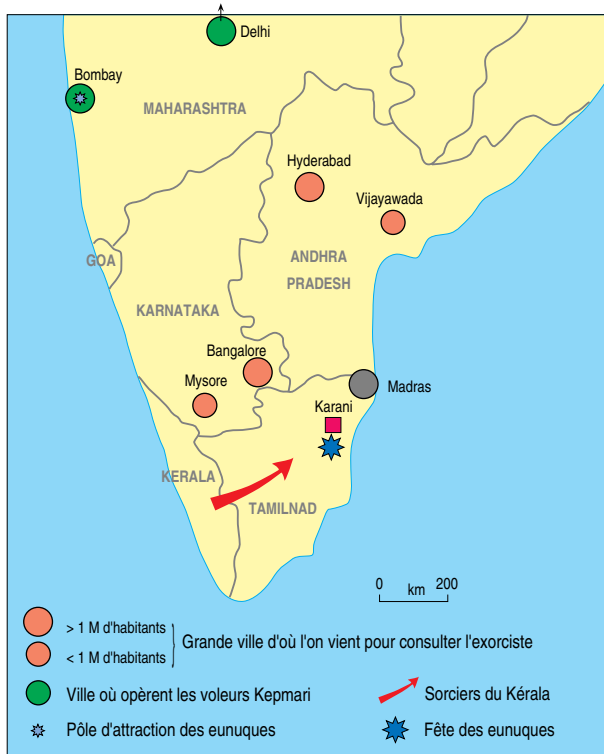 Delhi
Bombay
MAHARASHTRA
Hyderabad
Vijayawada
GOA
ANDHRA
PRADESH
KARNATAKA
Bangalore
Mysore
Madras
Karani
KERALA
TAMILNAD
0 km 200
> 1 M d'habitants
< 1 M d'habitants
Grande ville d'où l'on vient pour consulter l'exorciste
Ville où opèrent les voleurs Kepmari
Sorciers du Kérala
Pôle d'attraction des eunuques
Fête des eunuques